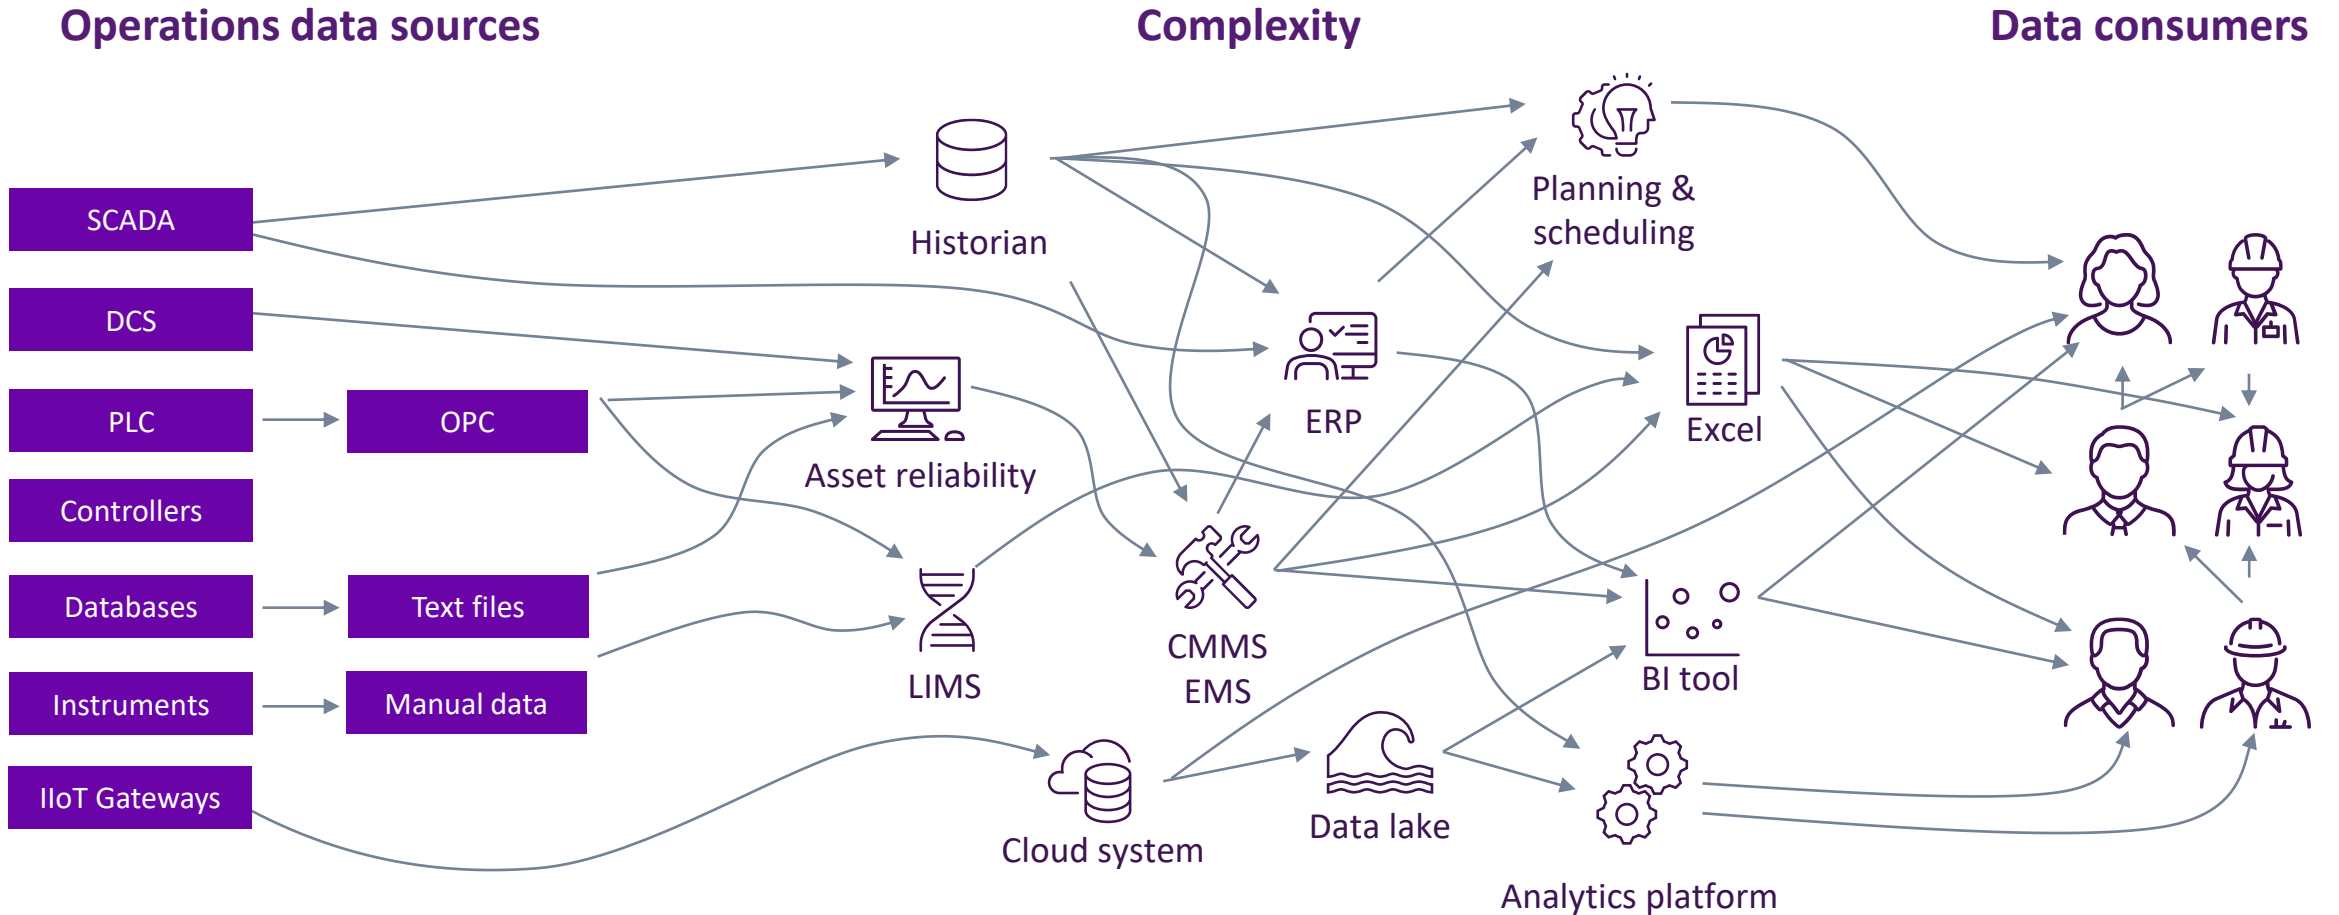 Operations data sources
Complexity
Data consumers
SCADA
DCS
PLC
OPC
Controllers
Databases
Text files
Instruments
Manual data
IIoT Gateways
Historian
Asset reliability
LIMS
Cloud system
CMMS
EMS
ERP
Data lake
Planning &
scheduling
Excel
BI tool
Analytics platform